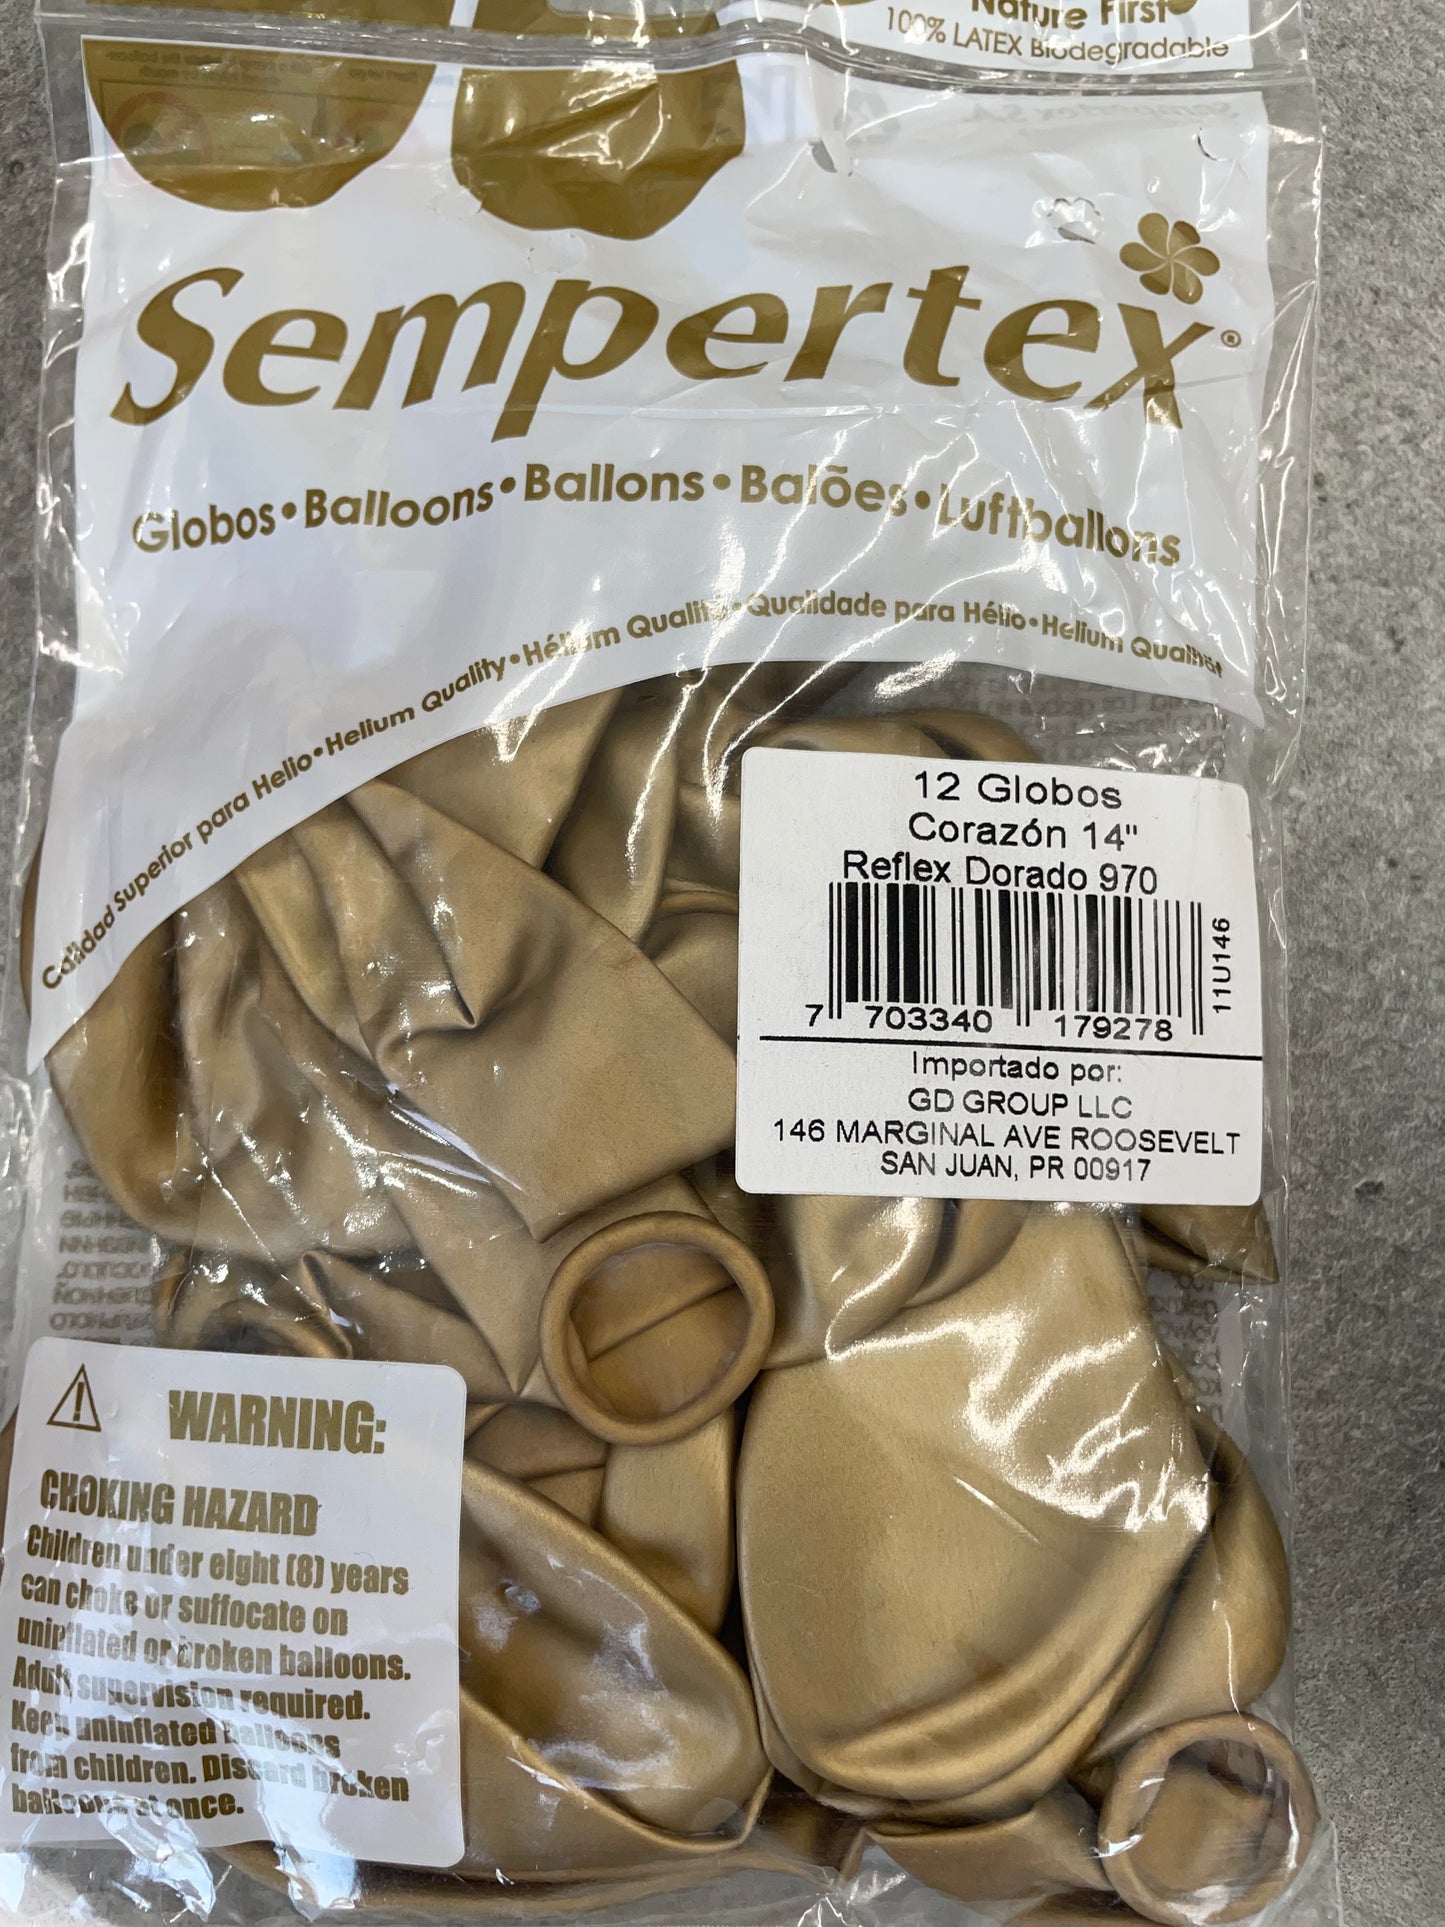 Nature First
100% LATEX Biodegradable
Sempertex®
Globos • Balloons • Ballons • Balões • Luftballons
Calidad Superior para Helio • Helium Quality • Hélium Quality • Qualidade para Hélio • Helium Qualität
12 Globos
Corazón 14"
Reflex Dorado 970
11U146
7 703340 179278
Importado por:
GD GROUP LLC
146 MARGINAL AVE ROOSEVELT
SAN JUAN, PR 00917
WARNING:
CHOKING HAZARD
Children under eight (8) years
can choke or suffocate on
uninflated or broken balloons.
Adult supervision required.
Keep uninflated balloons
from children. Discard broken
balloons at once.